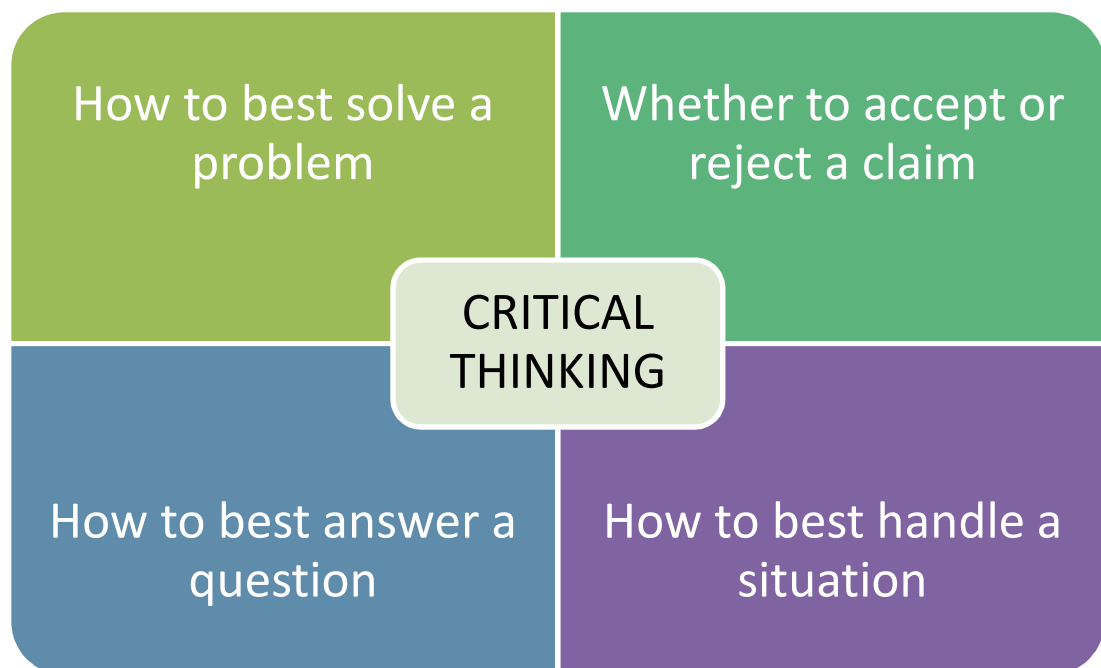 How to best solve a
problem
Whether to accept or
reject a claim
CRITICAL
THINKING
How to best answer a
question
How to best handle a
situation